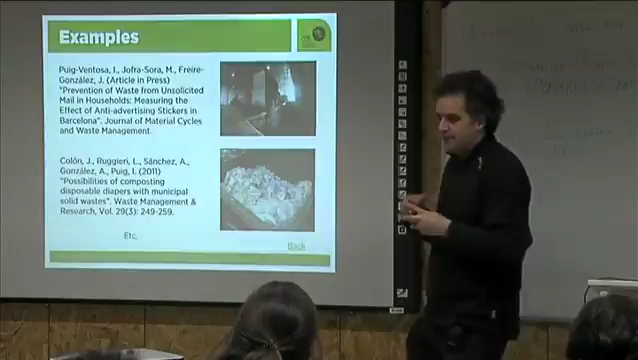 Examples
Puig-Ventosa, I., Jofra-Sora, M., Freire-
González, J. (Article in Press)
"Prevention of Waste from Unsolicited
Mail in Households: Measuring the
Effect of Anti-advertising Stickers in
Barcelona". Journal of Material Cycles
and Waste Management.
Colón, J., Ruggieri, L., Sánchez, A.,
González, A., Puig, I. (2011)
"Possibilities of composting
disposable diapers with municipal
solid wastes". Waste Management &
Research, Vol. 29(3): 249-259.
Etc.
Back